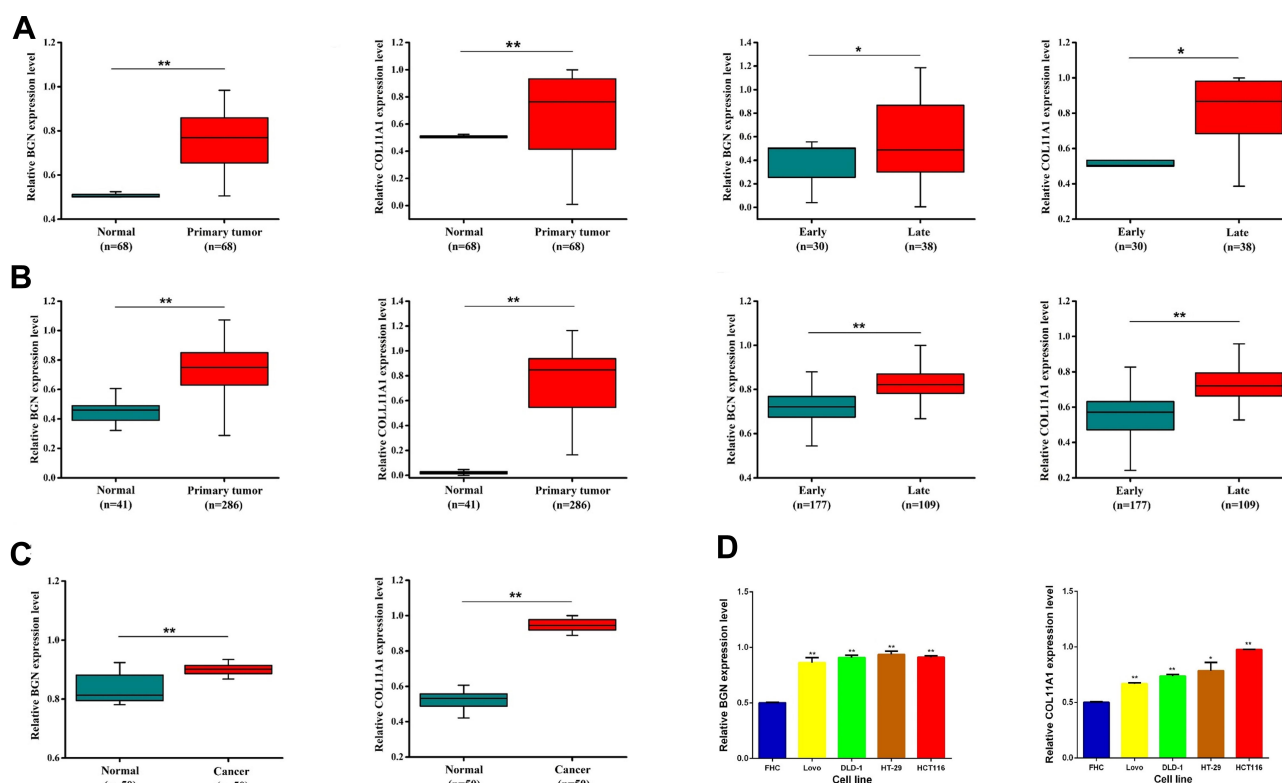 A
Relative BGN expression level
1.2
1.0
0.8
0.6
0.4
**
Normal
(n=68)
Primary tumor
(n=68)
Relative COL11A1 expression level
1.2
1.0
0.8
0.6
0.4
0.2
0.0
**
Normal
(n=68)
Primary tumor
(n=68)
Relative BGN expression level
1.4
1.2
1.0
0.8
0.6
0.4
0.2
0.0
*
Early
(n=30)
Late
(n=38)
Relative COL11A1 expression level
1.2
1.0
0.8
0.6
0.4
0.2
*
Early
(n=30)
Late
(n=38)
B
Relative BGN expression level
1.2
1.0
0.8
0.6
0.4
0.2
0.0
**
Normal
(n=41)
Primary tumor
(n=286)
Relative COLL11A1 expression level
1.4
1.2
1.0
0.8
0.6
0.4
0.2
0.0
**
Normal
(n=41)
Primary tumor
(n=286)
Relative BGN expression level
1.2
1.0
0.8
0.6
0.4
**
Early
(n=177)
Late
(n=109)
Relative COL11A1 expression level
1.2
1.0
0.8
0.6
0.4
0.2
**
Early
(n=177)
Late
(n=109)
C
Relative BGN expression level
1.2
1.0
0.8
0.6
**
Normal
Cancer
Relative COL11A1 expression level
1.2
1.0
0.8
0.6
0.4
0.2
**
Normal
Cancer
D
Relative BGN expression level
1.5
1.0
0.5
0.0
**
**
**
**
FHC
Lovo
DLD-1
HT-29
HCT116
Cell line
Relative COL11A1 expression level
1.5
1.0
0.5
0.0
**
**
*
**
FHC
Lovo
DLD-1
HT-29
HCT116
Cell line